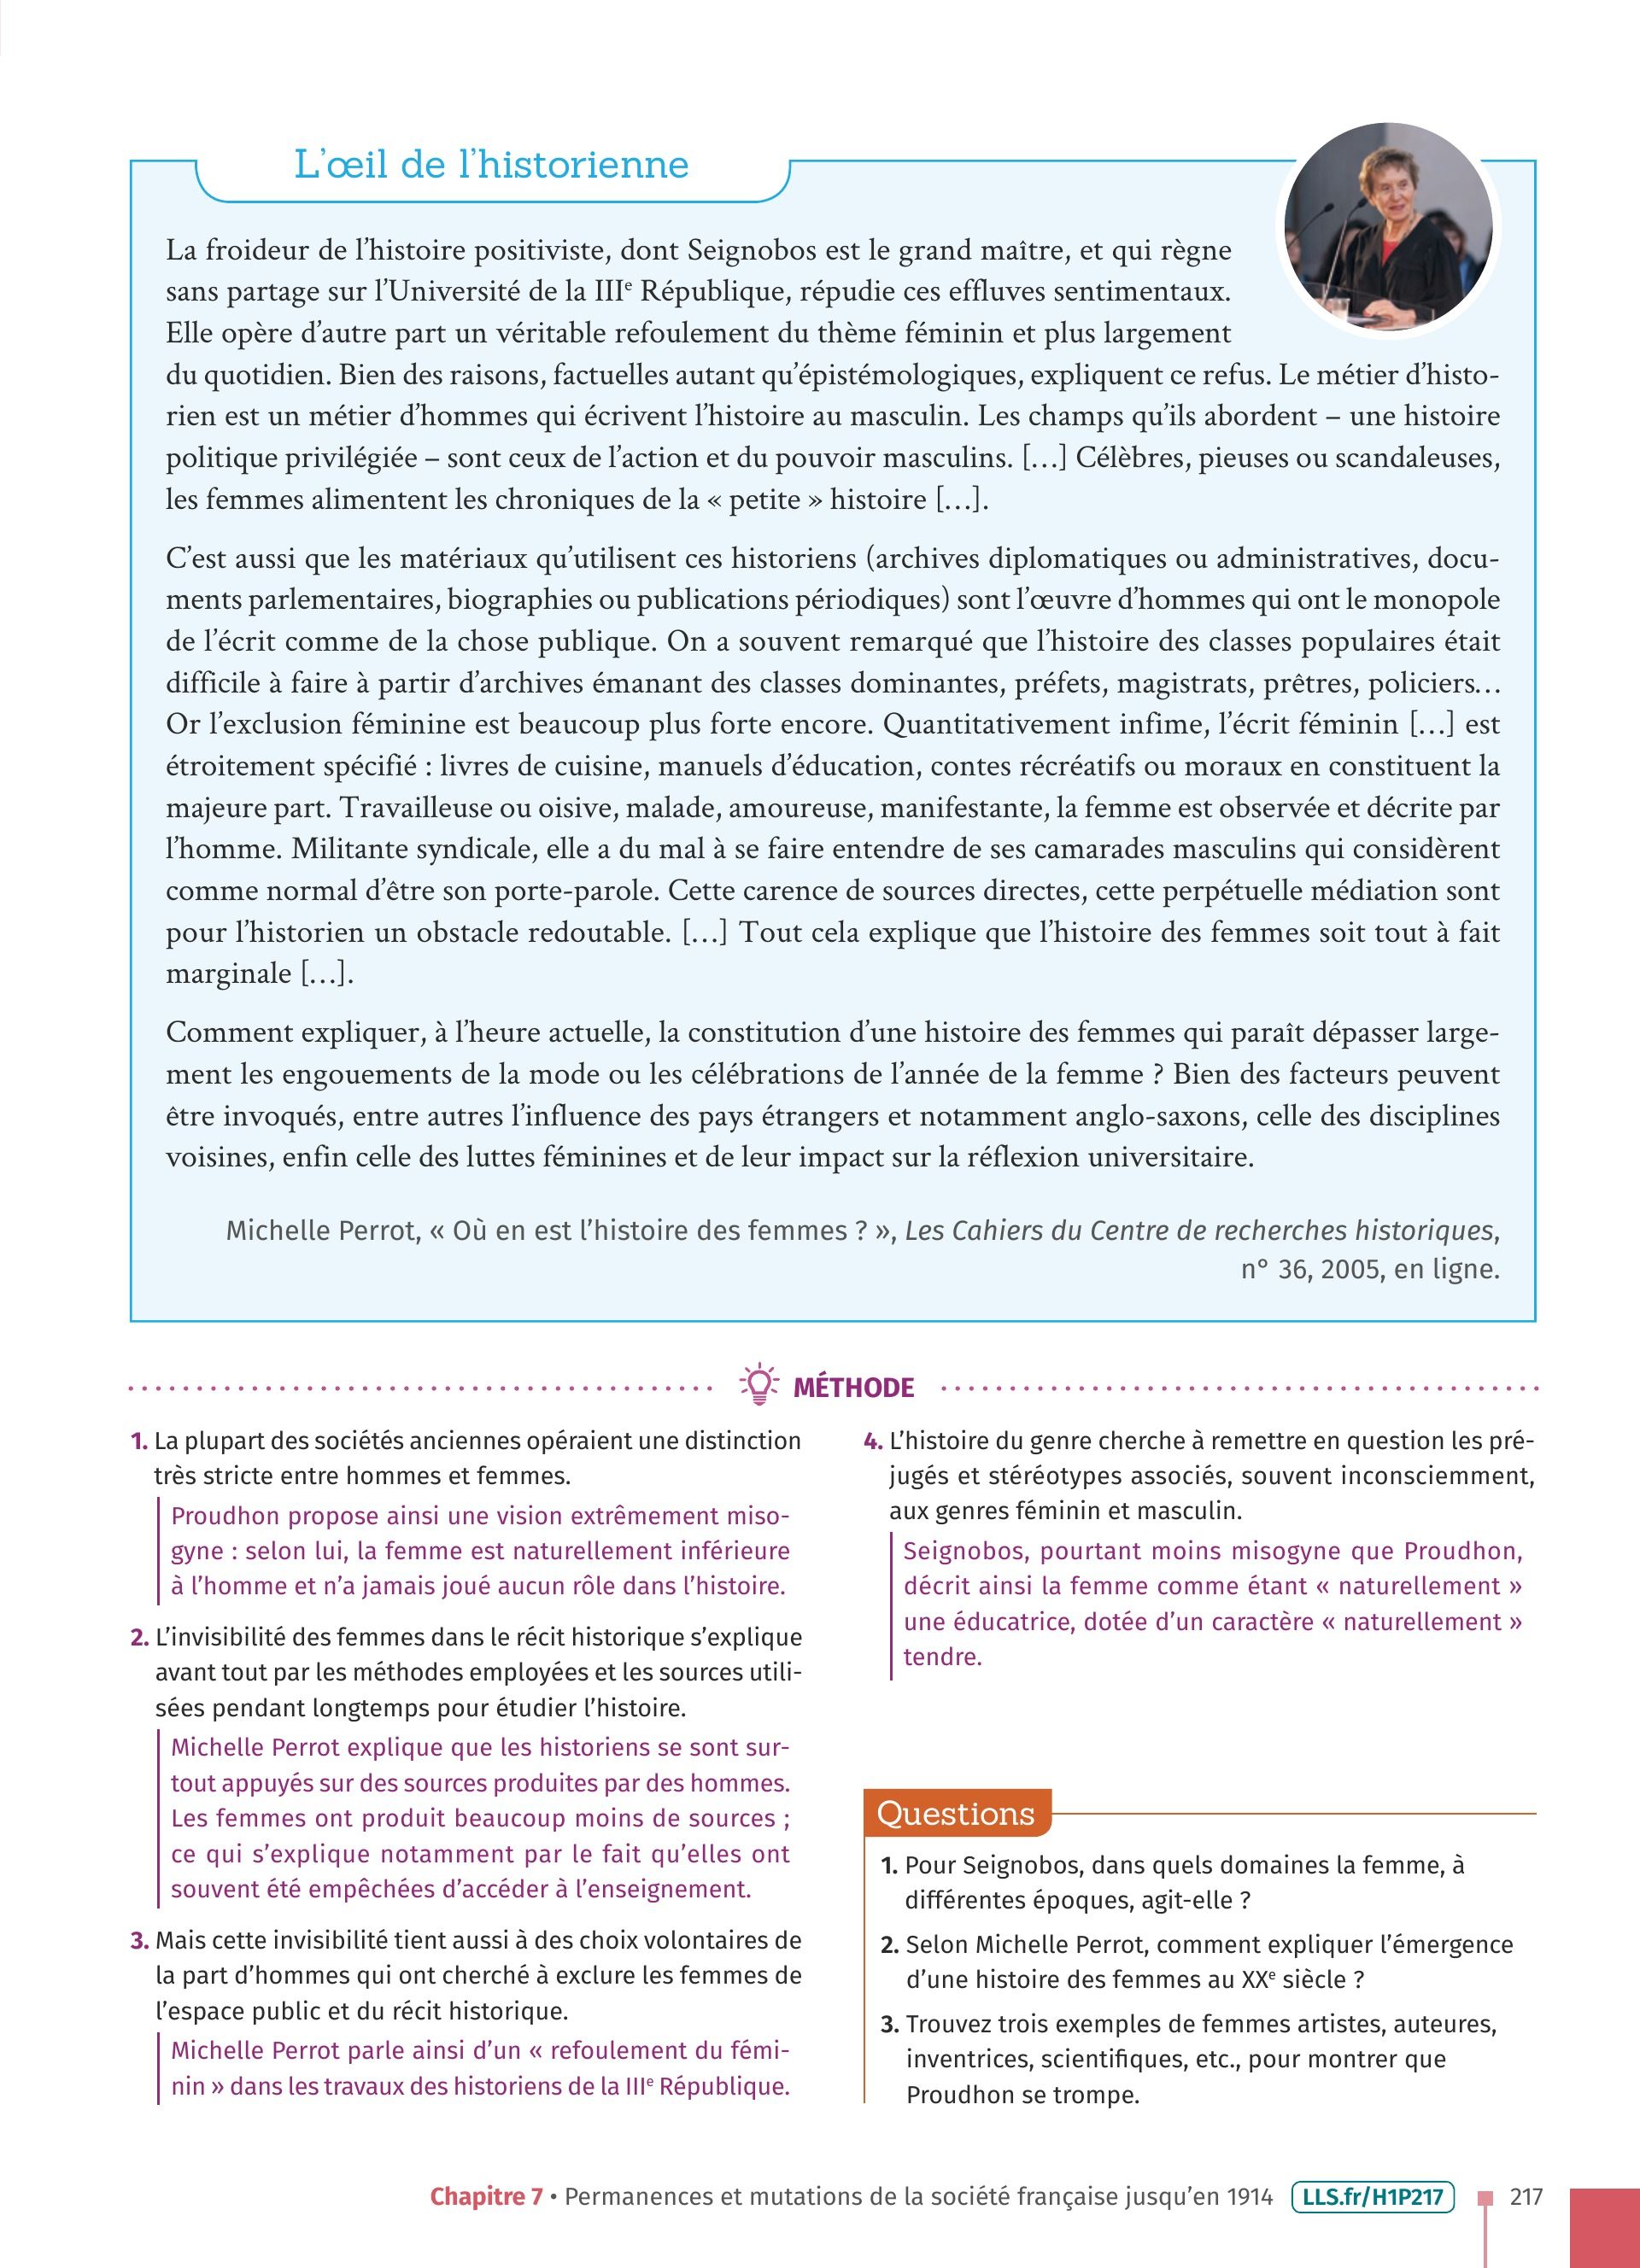 L'œil de l'historienne
La froideur de l'histoire positiviste, dont Seignobos est le grand maître, et qui règne
sans partage sur l'Université de la IIIe République, répudie ces effluves sentimentaux.
Elle opère d'autre part un véritable refoulement du thème féminin et plus largement
du quotidien. Bien des raisons, factuelles autant qu'épistémologiques, expliquent ce refus. Le métier d'histo-
rien est un métier d'hommes qui écrivent l'histoire au masculin. Les champs qu'ils abordent – une histoire
politique privilégiée – sont ceux de l'action et du pouvoir masculins. […] Célèbres, pieuses ou scandaleuses,
les femmes alimentent les chroniques de la « petite » histoire […].
C'est aussi que les matériaux qu'utilisent ces historiens (archives diplomatiques ou administratives, docu-
ments parlementaires, biographies ou publications périodiques) sont l'œuvre d'hommes qui ont le monopole
de l'écrit comme de la chose publique. On a souvent remarqué que l'histoire des classes populaires était
difficile à faire à partir d'archives émanant des classes dominantes, préfets, magistrats, prêtres, policiers…
Or l'exclusion féminine est beaucoup plus forte encore. Quantitativement infime, l'écrit féminin […] est
étroitement spécifié : livres de cuisine, manuels d'éducation, contes récréatifs ou moraux en constituent la
majeure part. Travailleuse ou oisive, malade, amoureuse, manifestante, la femme est observée et décrite par
l'homme. Militante syndicale, elle a du mal à se faire entendre de ses camarades masculins qui considèrent
comme normal d'être son porte-parole. Cette carence de sources directes, cette perpétuelle médiation sont
pour l'historien un obstacle redoutable. […] Tout cela explique que l'histoire des femmes soit tout à fait
marginale […].
Comment expliquer, à l'heure actuelle, la constitution d'une histoire des femmes qui paraît dépasser large-
ment les engouements de la mode ou les célébrations de l'année de la femme ? Bien des facteurs peuvent
être invoqués, entre autres l'influence des pays étrangers et notamment anglo-saxons, celle des disciplines
voisines, enfin celle des luttes féminines et de leur impact sur la réflexion universitaire.
Michelle Perrot, « Où en est l'histoire des femmes ? », Les Cahiers du Centre de recherches historiques,
n° 36, 2005, en ligne.
MÉTHODE
1. La plupart des sociétés anciennes opéraient une distinction
très stricte entre hommes et femmes.
Proudhon propose ainsi une vision extrêmement miso-
gyne : selon lui, la femme est naturellement inférieure
à l'homme et n'a jamais joué aucun rôle dans l'histoire.
2. L'invisibilité des femmes dans le récit historique s'explique
avant tout par les méthodes employées et les sources utili-
sées pendant longtemps pour étudier l'histoire.
Michelle Perrot explique que les historiens se sont sur-
tout appuyés sur des sources produites par des hommes.
Les femmes ont produit beaucoup moins de sources ;
ce qui s'explique notamment par le fait qu'elles ont
souvent été empêchées d'accéder à l'enseignement.
3. Mais cette invisibilité tient aussi à des choix volontaires de
la part d'hommes qui ont cherché à exclure les femmes de
l'espace public et du récit historique.
Michelle Perrot parle ainsi d'un « refoulement du fémi-
nin » dans les travaux des historiens de la IIIe République.
4. L'histoire du genre cherche à remettre en question les pré-
jugés et stéréotypes associés, souvent inconsciemment,
aux genres féminin et masculin.
Seignobos, pourtant moins misogyne que Proudhon,
décrit ainsi la femme comme étant « naturellement »
une éducatrice, dotée d'un caractère « naturellement »
tendre.
Questions
1. Pour Seignobos, dans quels domaines la femme, à
différentes époques, agit-elle ?
2. Selon Michelle Perrot, comment expliquer l'émergence
d'une histoire des femmes au XXe siècle ?
3. Trouvez trois exemples de femmes artistes, auteures,
inventrices, scientifiques, etc., pour montrer que
Proudhon se trompe.
Chapitre 7 • Permanences et mutations de la société française jusqu'en 1914 LLS.fr/H1P217 217